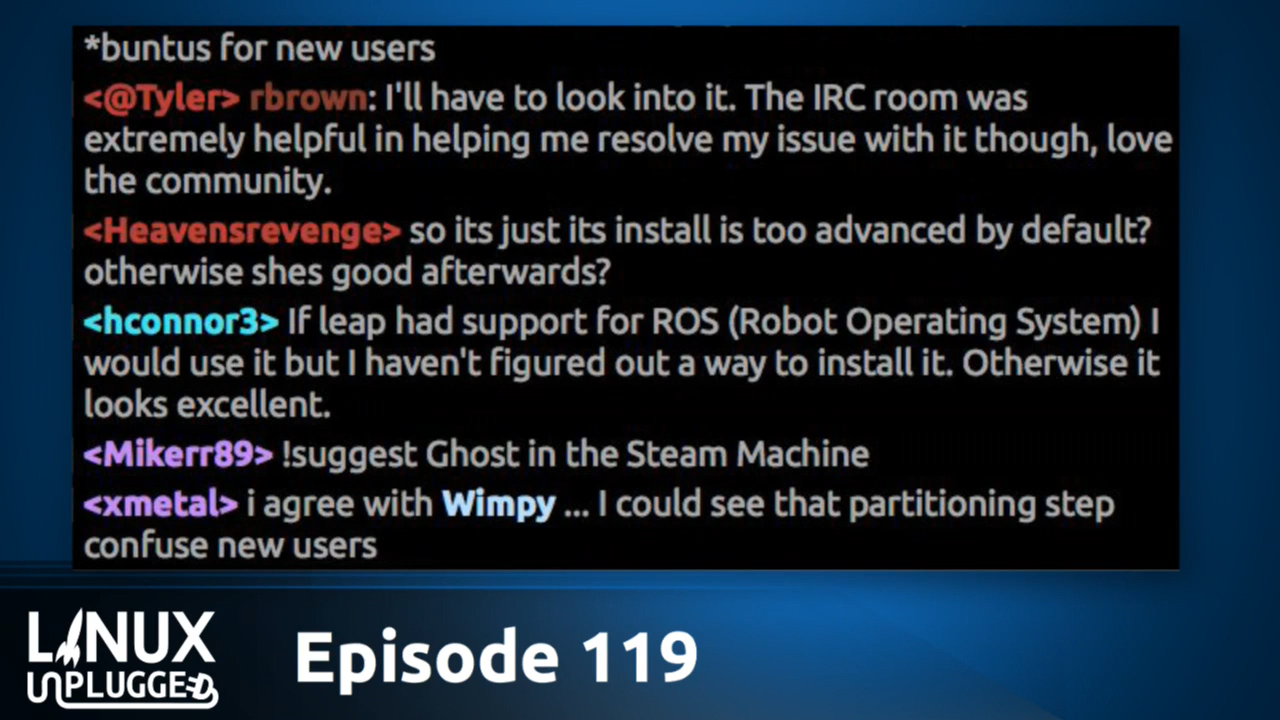 *buntus for new users
<@Tyler> rbrown: I'll have to look into it. The IRC room was
extremely helpful in helping me resolve my issue with it though, love
the community.
<Heavensrevenge> so its just its install is too advanced by default?
otherwise shes good afterwards?
<hconnor3> If leap had support for ROS (Robot Operating System) I
would use it but I haven't figured out a way to install it. Otherwise it
looks excellent.
<Mikerr89> !suggest Ghost in the Steam Machine
<xmetal> i agree with Wimpy ... I could see that partitioning step
confuse new users
LINUX
UNPLUGGED
Episode 119